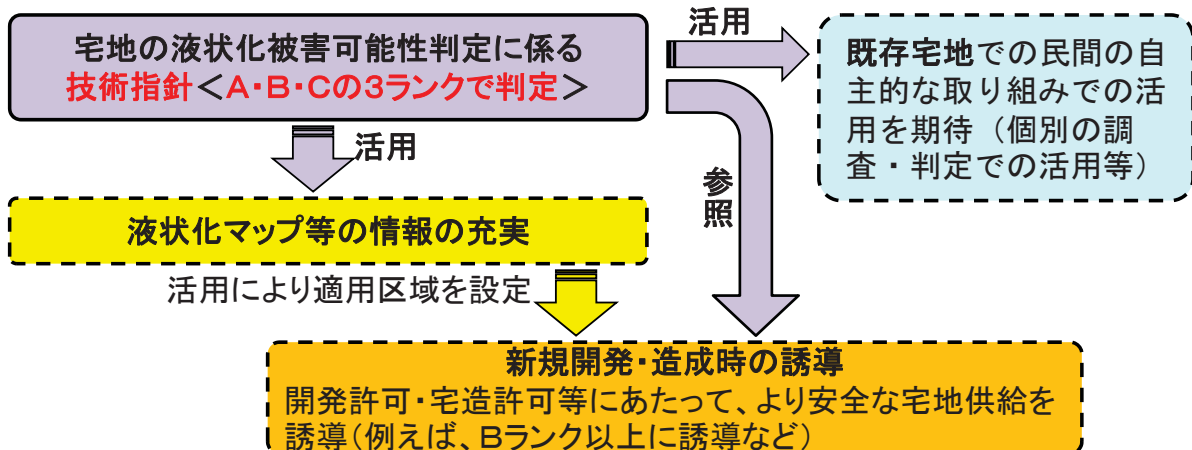 宅地の液状化被害可能性判定に係る
技術指針＜A・B・Cの3ランクで判定＞
活用
既存宅地での民間の自
主的な取り組みでの活
用を期待（個別の調
査・判定での活用等）
活用
参照
液状化マップ等の情報の充実
活用により適用区域を設定
新規開発・造成時の誘導
開発許可・宅造許可等にあたって、より安全な宅地供給を
誘導(例えば、Bランク以上に誘導など)